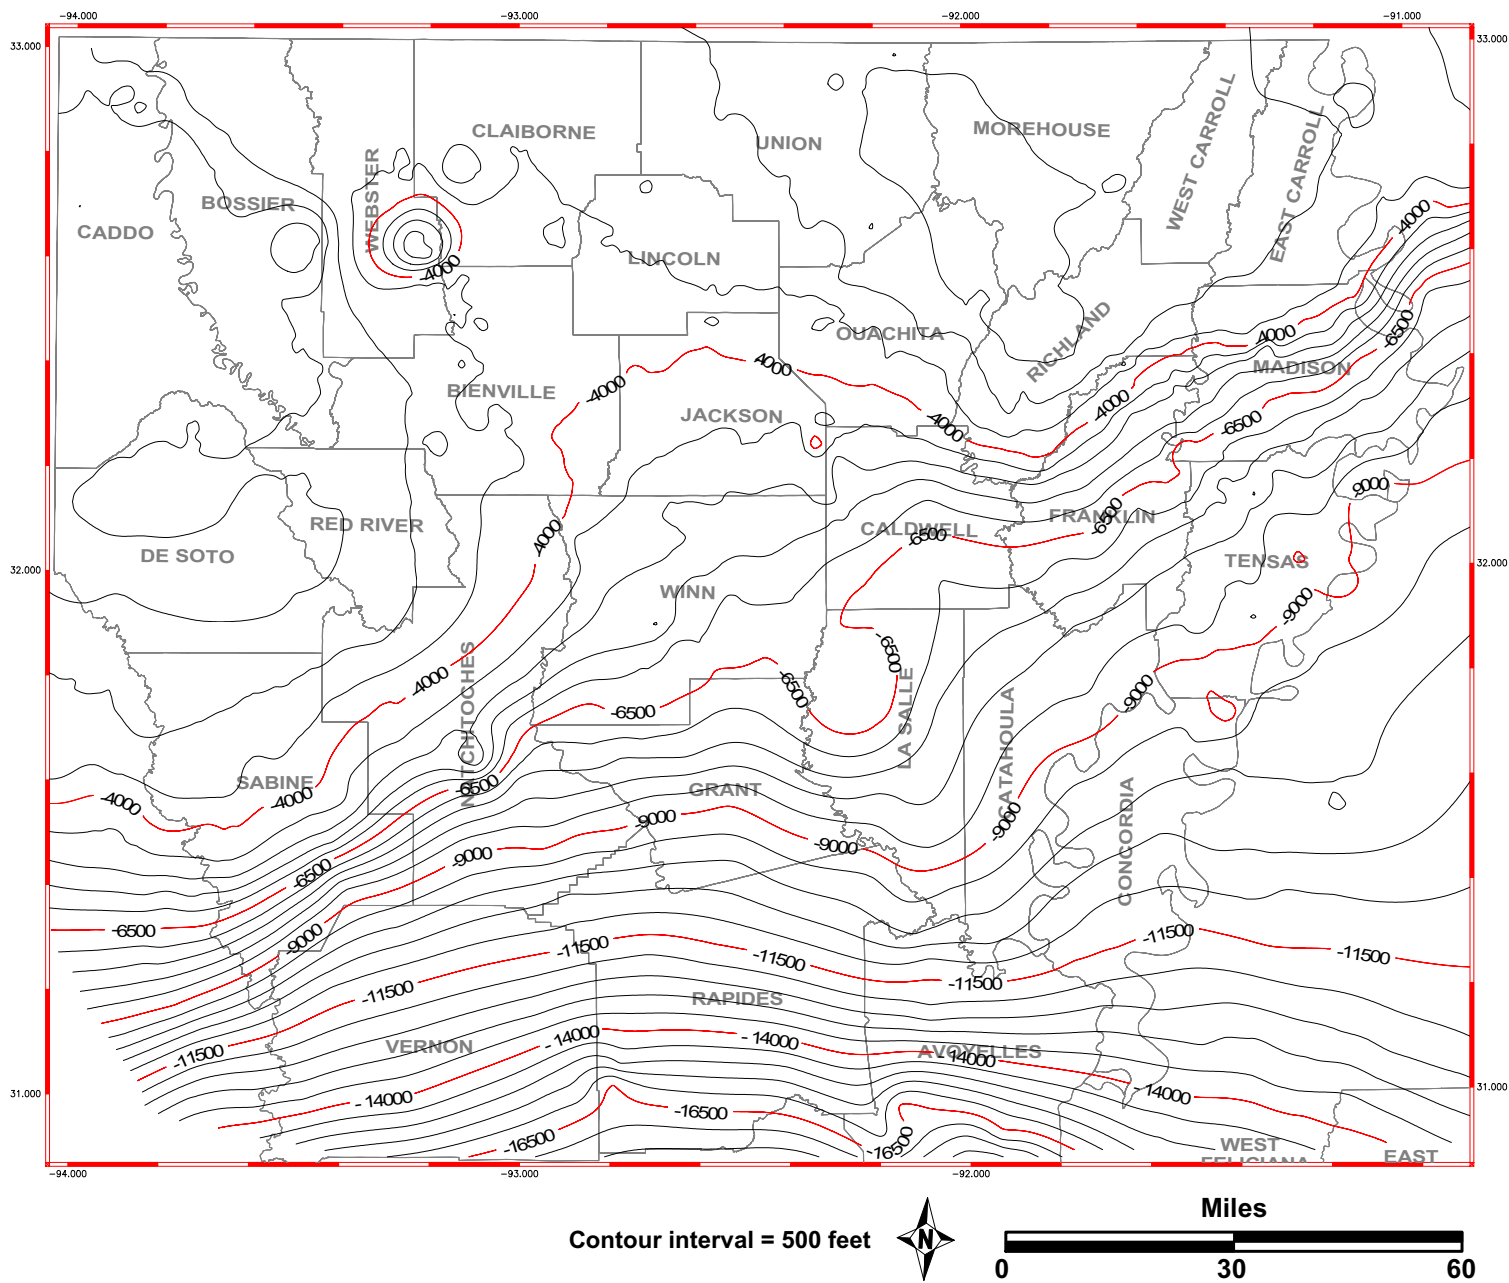 −94.000 −93.000 −92.000 −91.000
33.000 33.000
CLAIBORNE
MOREHOUSE
UNION
WEST CARROLL
EAST CARROLL
WEBSTER
BOSSIER
CADDO
-4000
LINCOLN
-4000
OUACHITA
RICHLAND
-4000
-6500
MADISON
4000
BIENVILLE
-4000
JACKSON
-4000
-4000
-6500
-9000
RED RIVER
4000
CALDWELL
-6500
FRANKLIN
-6500
DE SOTO
TENSAS
32.000 32.000
WINN
-9000
-6500
-4000
NATCHITOCHES
-6500
-6500
LA SALLE
CATAHOULA
-9000
SABINE
-4000
-4000
-6500
GRANT
-9000
-9000
-9000
-9000
CONCORDIA
-6500
-6500
-9000
-11500
-11500
-11500
-11500
-11500
-11500
RAPIDES
-11500
VERNON
-14000
- 14000
AVOYELLES
- 14000
- 14000
- 14000
31.000 31.000
-16500
-16500
-16500
WEST
FELICIANA
EAST
−94.000 −93.000 −92.000
Contour interval = 500 feet
N
Miles
0 30 60